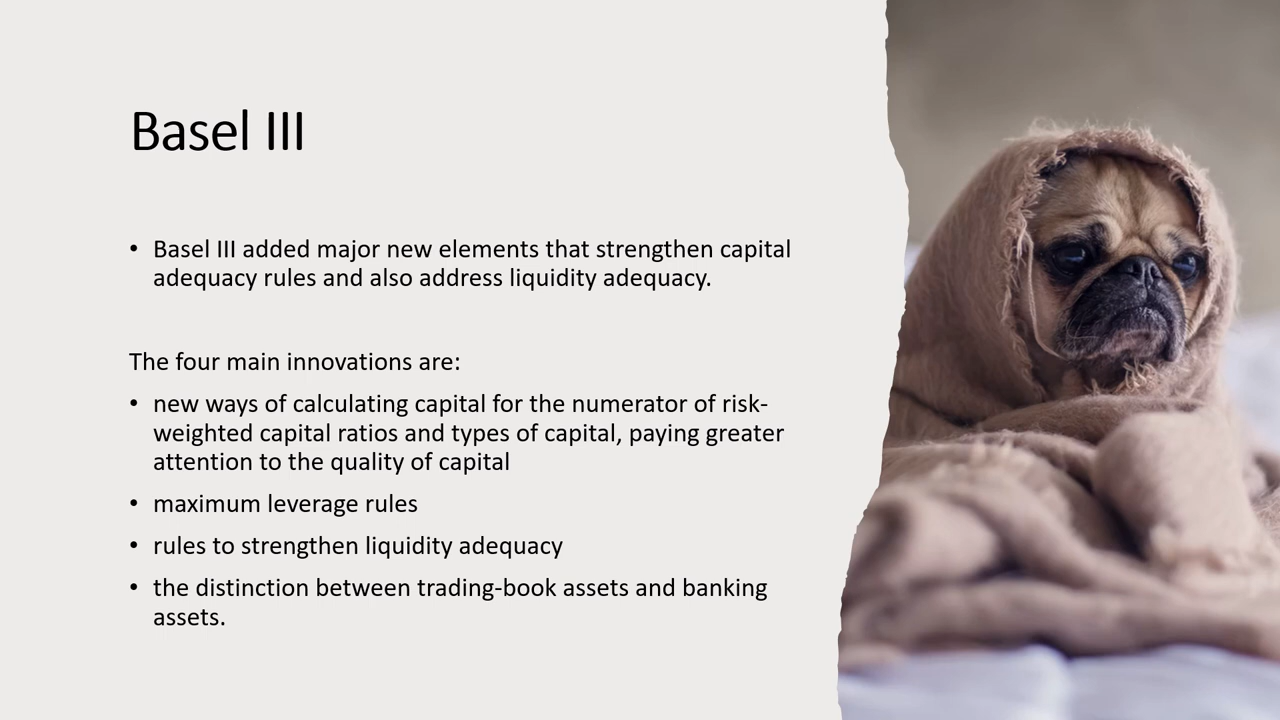 Basel III
• Basel III added major new elements that strengthen capital
adequacy rules and also address liquidity adequacy.
The four main innovations are:
• new ways of calculating capital for the numerator of risk-
weighted capital ratios and types of capital, paying greater
attention to the quality of capital
• maximum leverage rules
• rules to strengthen liquidity adequacy
• the distinction between trading-book assets and banking
assets.